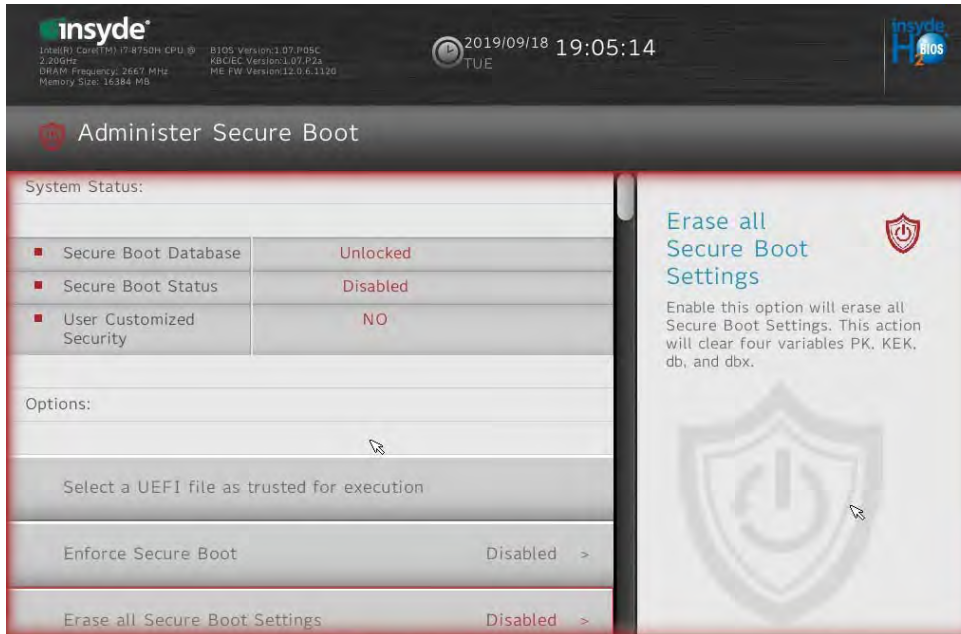 insyde
Intel(R) Core(TM) i7-8750H CPU @
2.20GHz
DRAM Frequency: 2667 MHz
Memory Size: 16384 MB
BIOS Version:1.07.P05C
KBC/EC Version:1.07.P2a
ME FW Version:12.0.6.1120
2019/09/18 19:05:14
TUE
insyde
H2BIOS
Administer Secure Boot
System Status:
Secure Boot Database Unlocked
Secure Boot Status Disabled
User Customized NO
Security
Options:
Select a UEFI file as trusted for execution
Enforce Secure Boot Disabled >
Erase all Secure Boot Settings Disabled >
Erase all
Secure Boot
Settings
Enable this option will erase all
Secure Boot Settings. This action
will clear four variables PK, KEK,
db, and dbx.